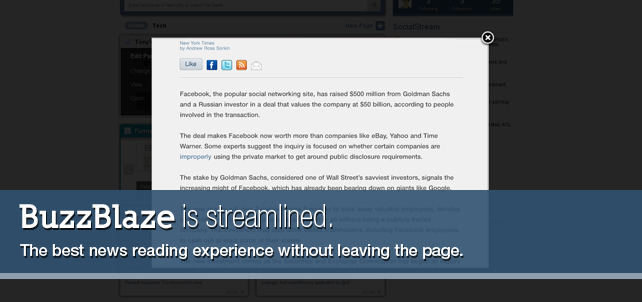 Text
New Page
SocialStream
New York Times
by Andrew Ross Sorkin
Like
Facebook, the popular social networking site, has raised $500 million from Goldman Sachs
and a Russian investor in a deal that values the company at $50 billion, according to people
involved in the transaction.
The deal makes Facebook now worth more than companies like eBay, Yahoo and Time
Warner. Some experts suggest the inquiry is focused on whether certain companies are
improperly using the private market to get around public disclosure requirements.
The stake by Goldman Sachs, considered one of Wall Street's savviest investors, signals the
increasing might of Facebook, which has already been bearing down on giants like Google.
BuzzBlaze is streamlined.
The best news reading experience without leaving the page.